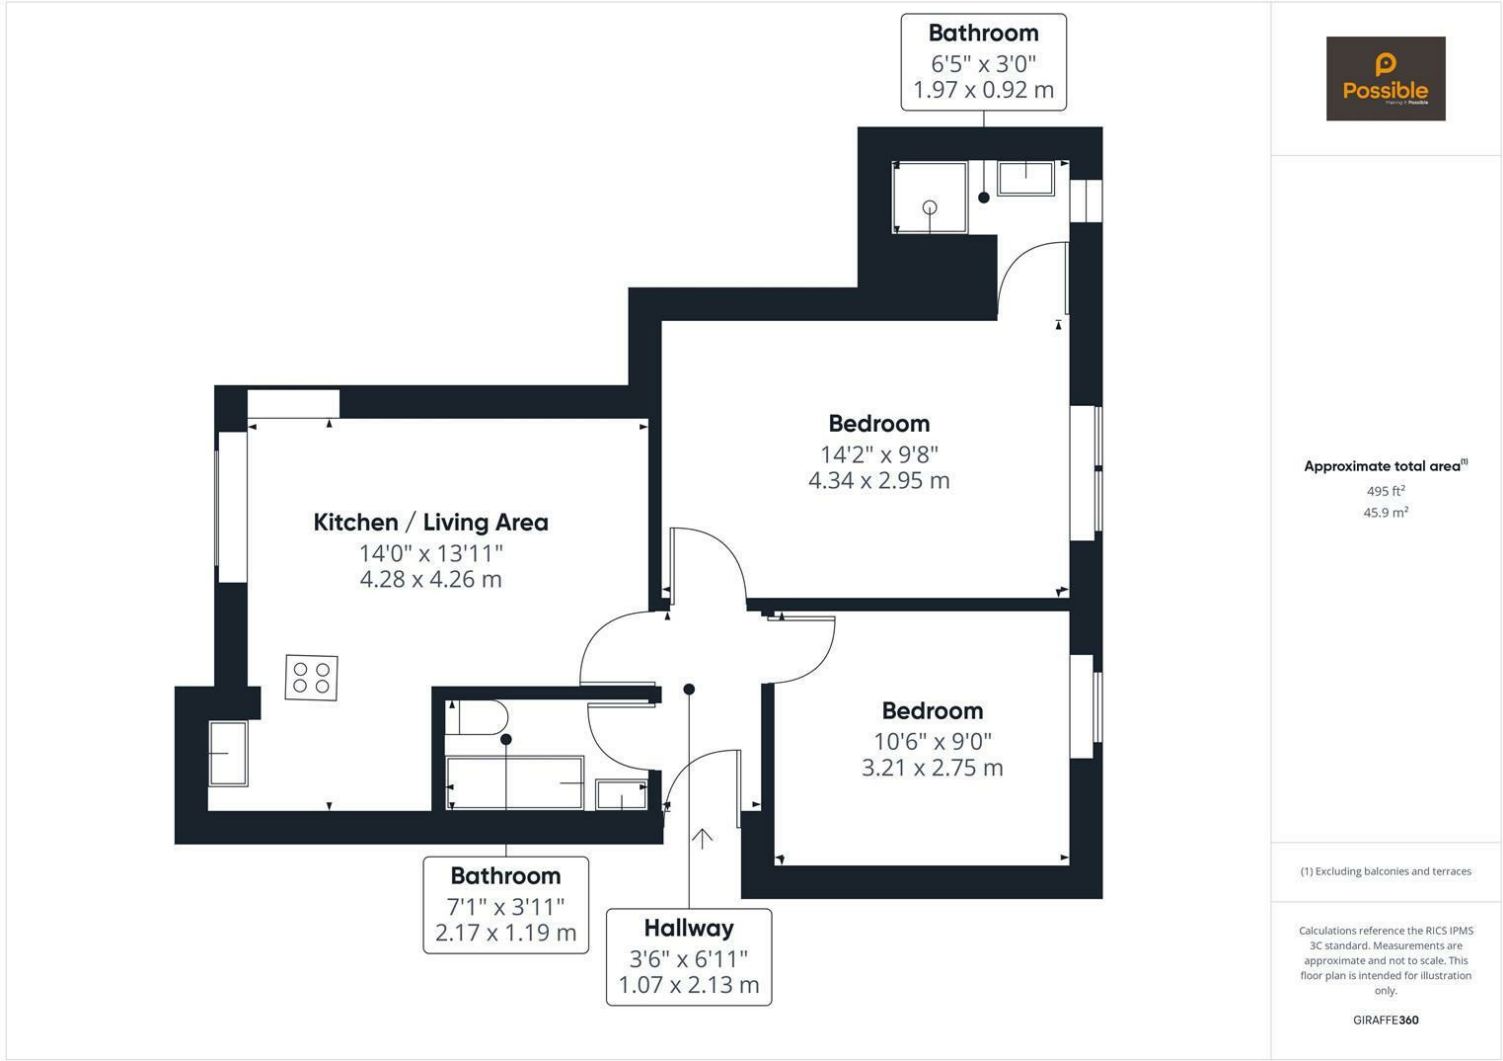 Bathroom
6'5" x 3'0"
1.97 x 0.92 m
Possible
Making it Possible
Bedroom
14'2" x 9'8"
4.34 x 2.95 m
Kitchen / Living Area
14'0" x 13'11"
4.28 x 4.26 m
Approximate total area⁽¹⁾
495 ft²
45.9 m²
Bedroom
10'6" x 9'0"
3.21 x 2.75 m
Bathroom
7'1" x 3'11"
2.17 x 1.19 m
Hallway
3'6" x 6'11"
1.07 x 2.13 m
(1) Excluding balconies and terraces
Calculations reference the RICS IPMS
3C standard. Measurements are
approximate and not to scale. This
floor plan is intended for illustration
only.
GIRAFFE360